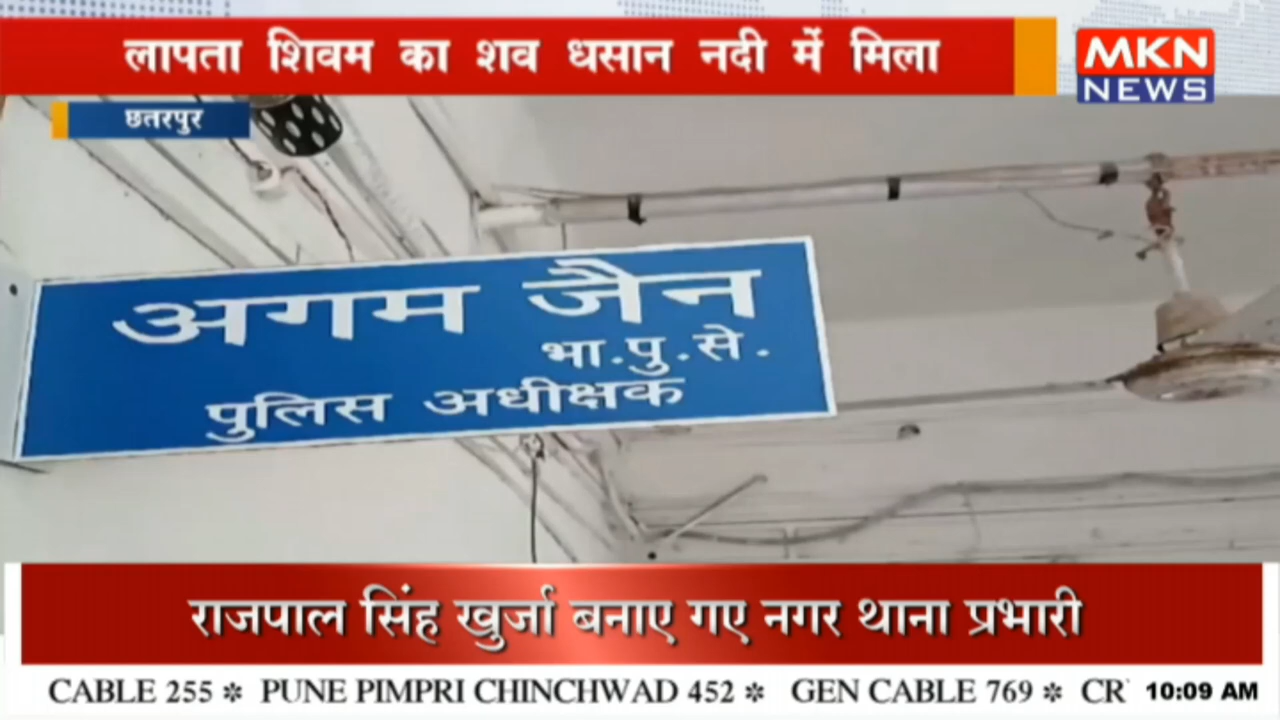 लापता शिवम का शव धसान नदी में मिला
MKN
NEWS
छतरपुर
अगम जैन
भा.पु.से.
पुलिस अधीक्षक
राजपाल सिंह खुर्जा बनाए गए नगर थाना प्रभारी
CABLE 255 ✻ PUNE PIMPRI CHINCHWAD 452 ✻ GEN CABLE 769 ✻ CR
10:09 AM